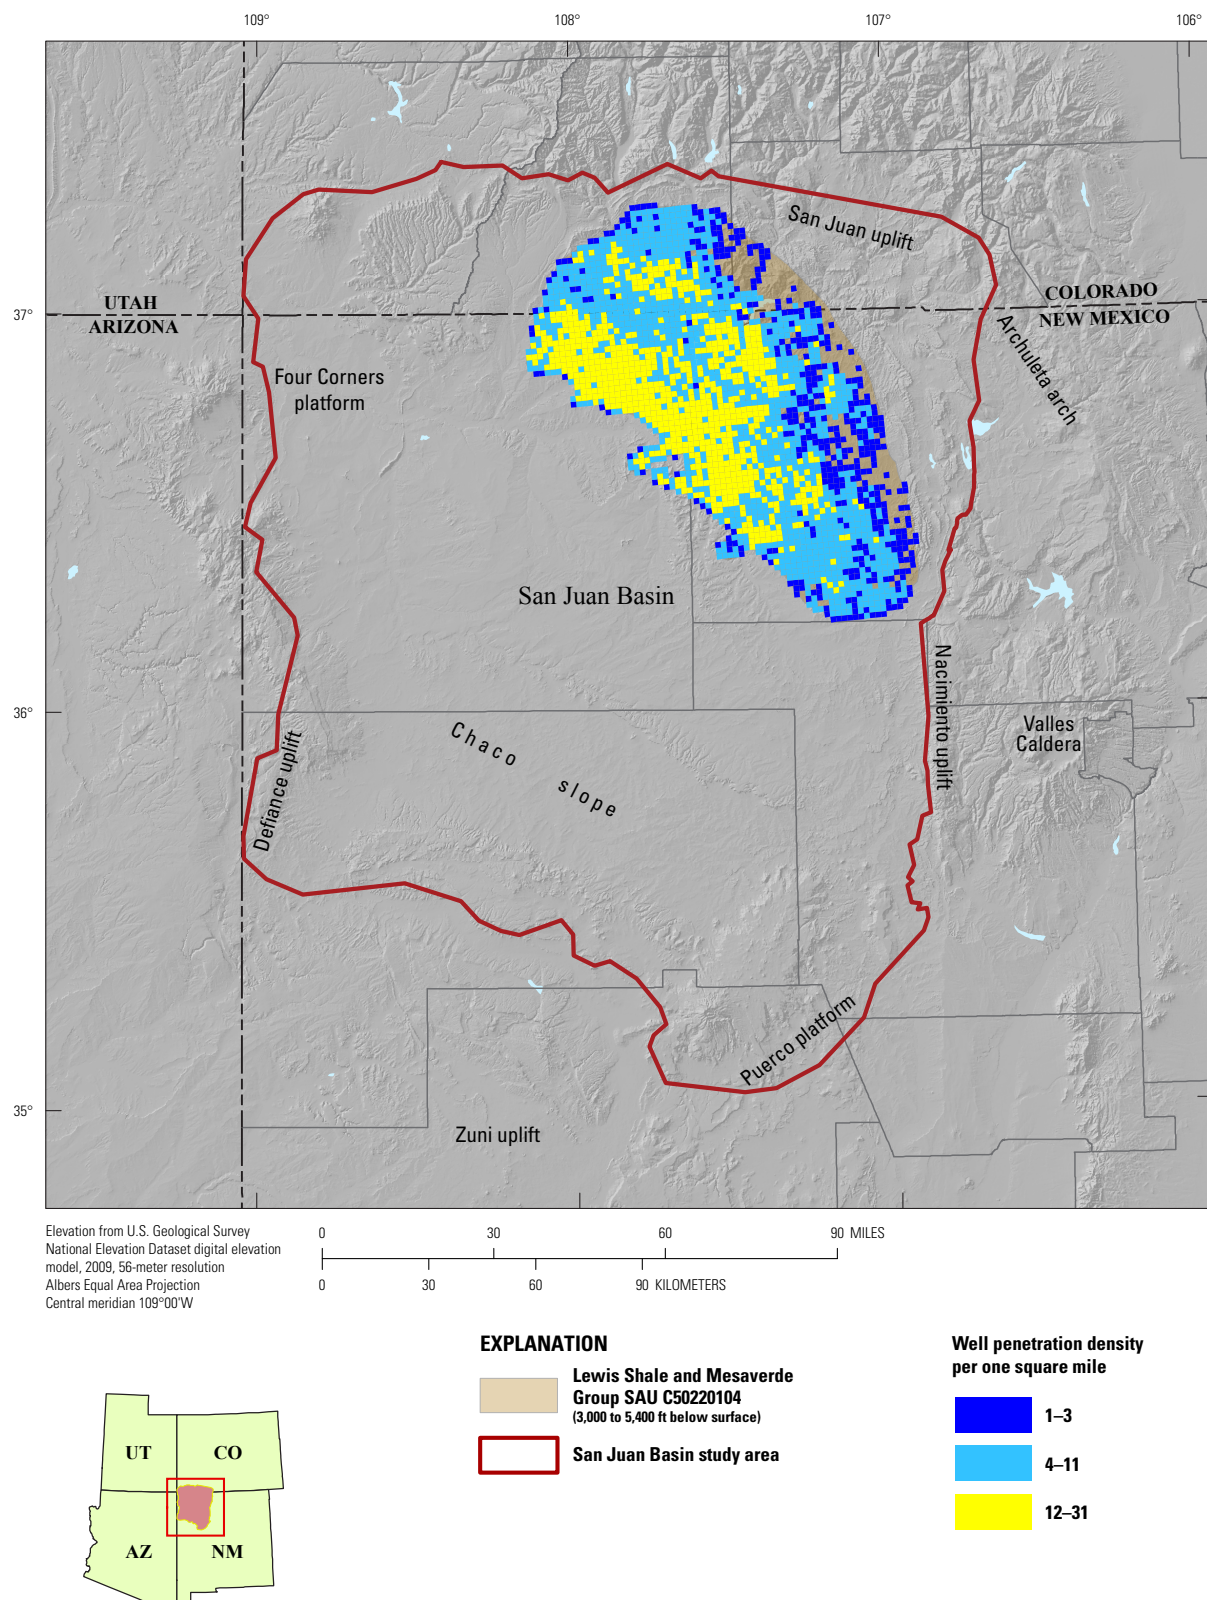 109°
108°
107°
106°
San Juan uplift
UTAH
ARIZONA
COLORADO
NEW MEXICO
37°
Archuleta arch
Four Corners
platform
San Juan Basin
Nacimiento uplift
36°
Chaco slope
Valles
Caldera
Defiance uplift
Puerco platform
35°
Zuni uplift
Elevation from U.S. Geological Survey
National Elevation Dataset digital elevation
model, 2009, 56-meter resolution
Albers Equal Area Projection
Central meridian 109°00'W
0 30 60 90 MILES
0 30 60 90 KILOMETERS
EXPLANATION
Lewis Shale and Mesaverde
Group SAU C50220104
(3,000 to 5,400 ft below surface)
San Juan Basin study area
Well penetration density
per one square mile
1–3
4–11
12–31
UT
CO
AZ
NM